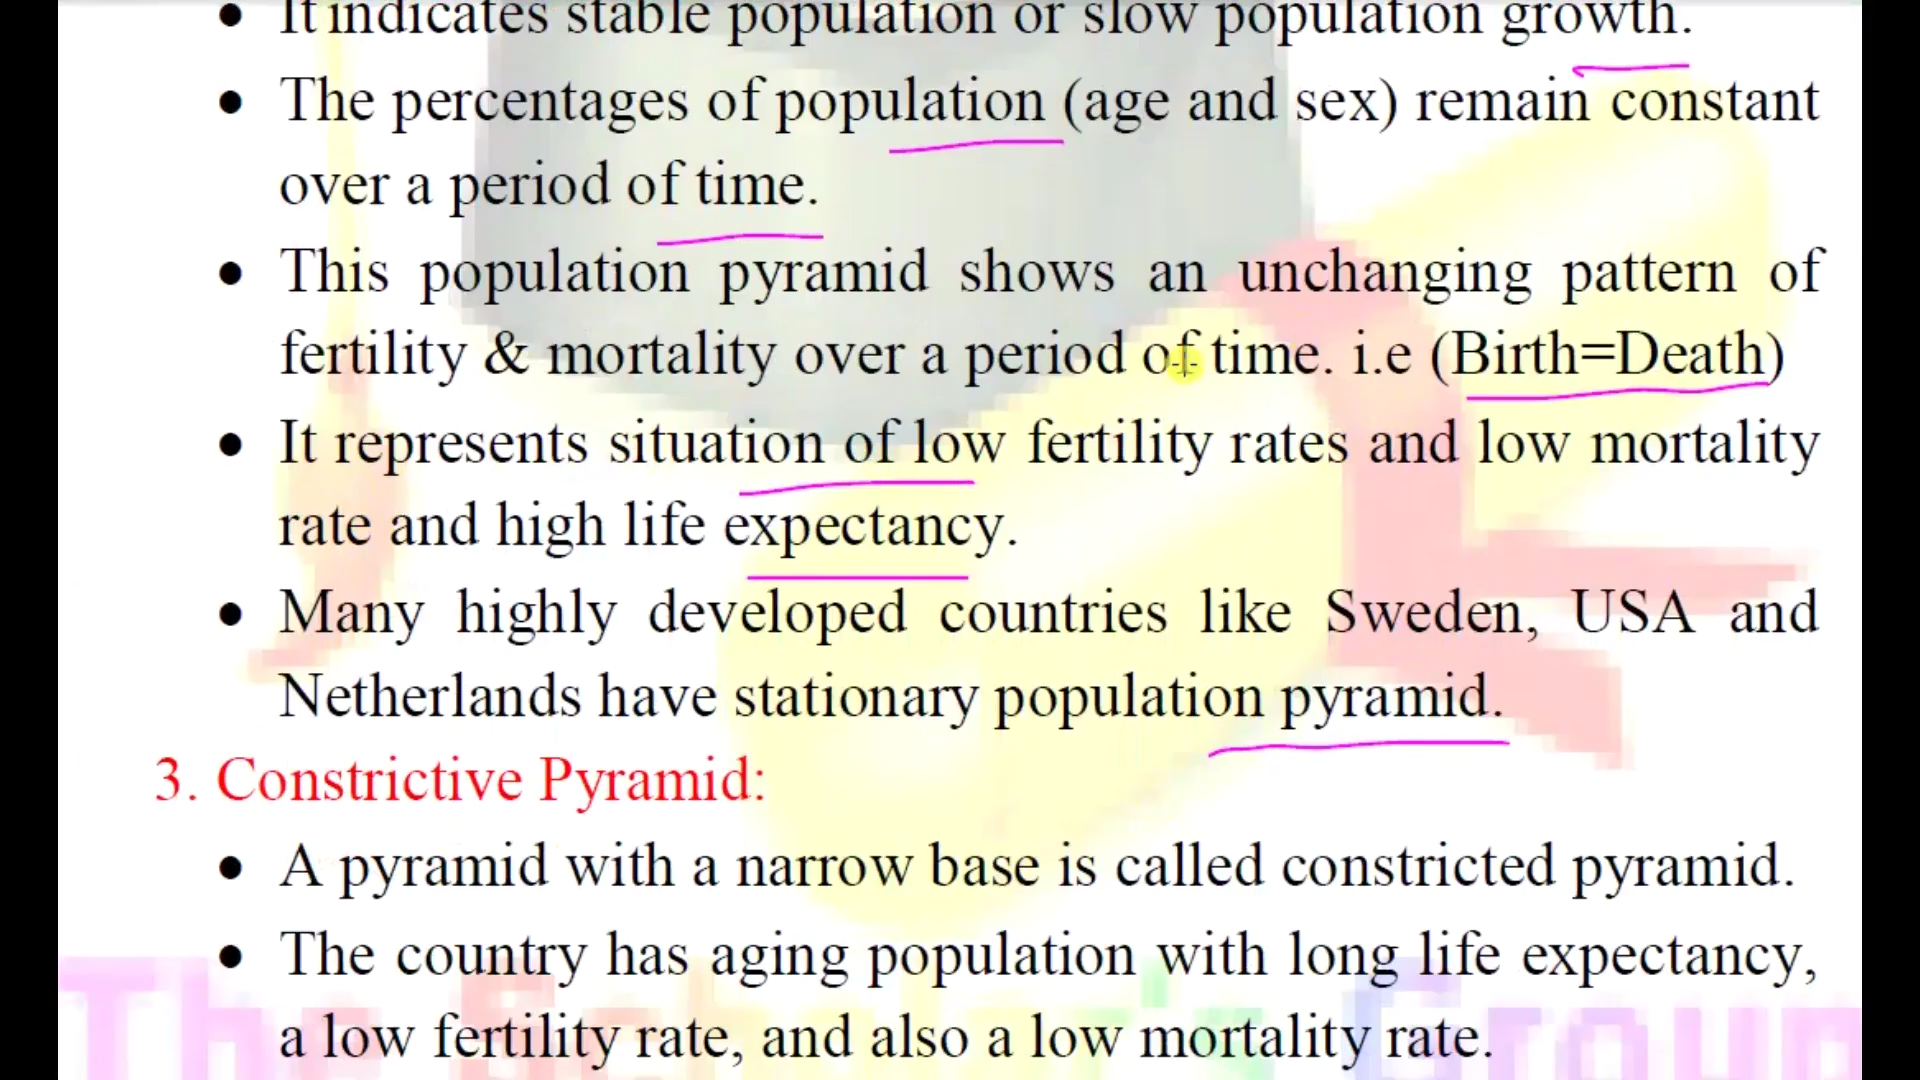 • It indicates stable population or slow population growth.
• The percentages of population (age and sex) remain constant
over a period of time.
• This population pyramid shows an unchanging pattern of
fertility & mortality over a period of time. i.e (Birth=Death)
• It represents situation of low fertility rates and low mortality
rate and high life expectancy.
• Many highly developed countries like Sweden, USA and
Netherlands have stationary population pyramid.
3. Constrictive Pyramid:
• A pyramid with a narrow base is called constricted pyramid.
• The country has aging population with long life expectancy,
The Scholar's Group
a low fertility rate, and also a low mortality rate.